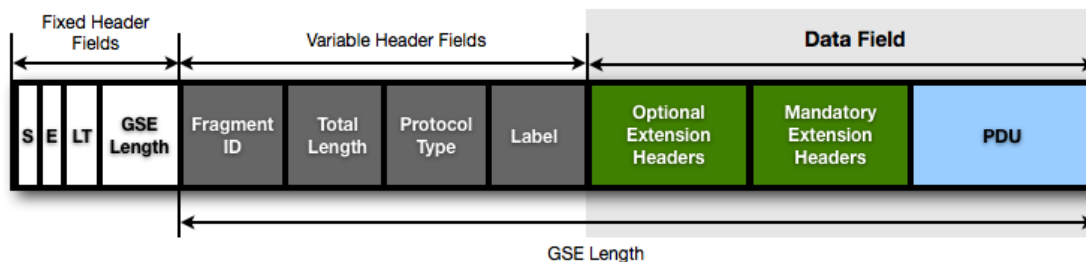 Fixed Header
Fields
Variable Header Fields
Data Field
S
E
LT
GSE
Length
Fragment
ID
Total
Length
Protocol
Type
Label
Optional
Extension
Headers
Mandatory
Extension
Headers
PDU
GSE Length